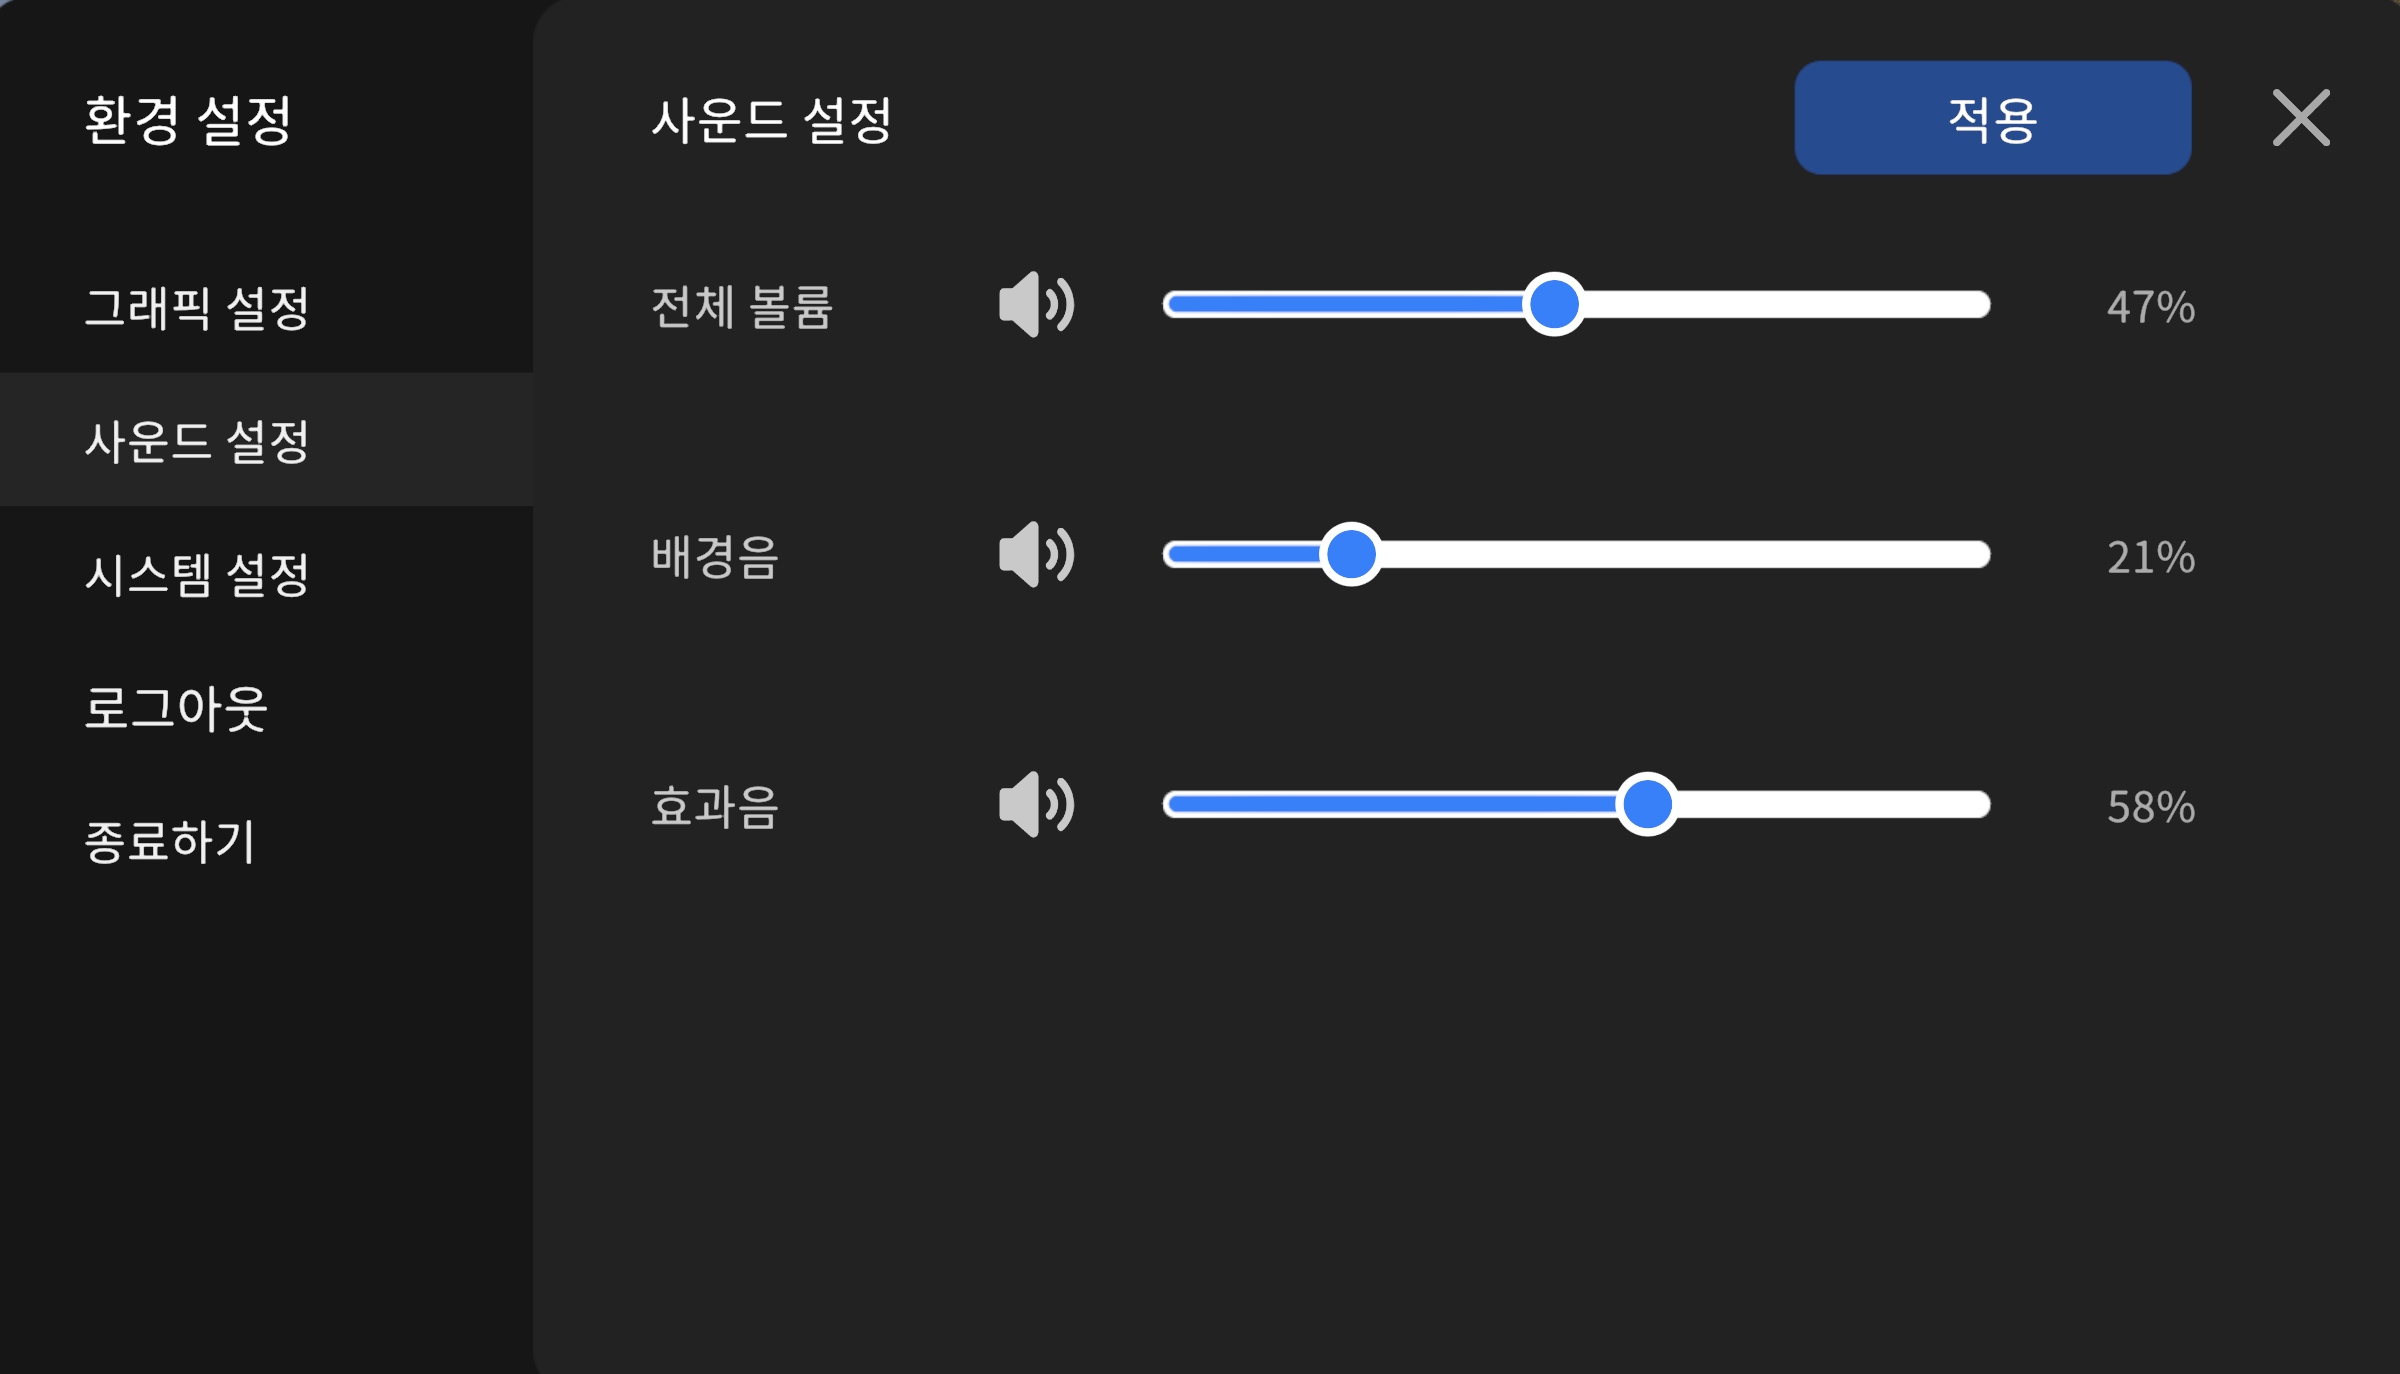 환경 설정
그래픽 설정
사운드 설정
시스템 설정
로그아웃
종료하기
사운드 설정
적용
전체 볼륨
47%
배경음
21%
효과음
58%